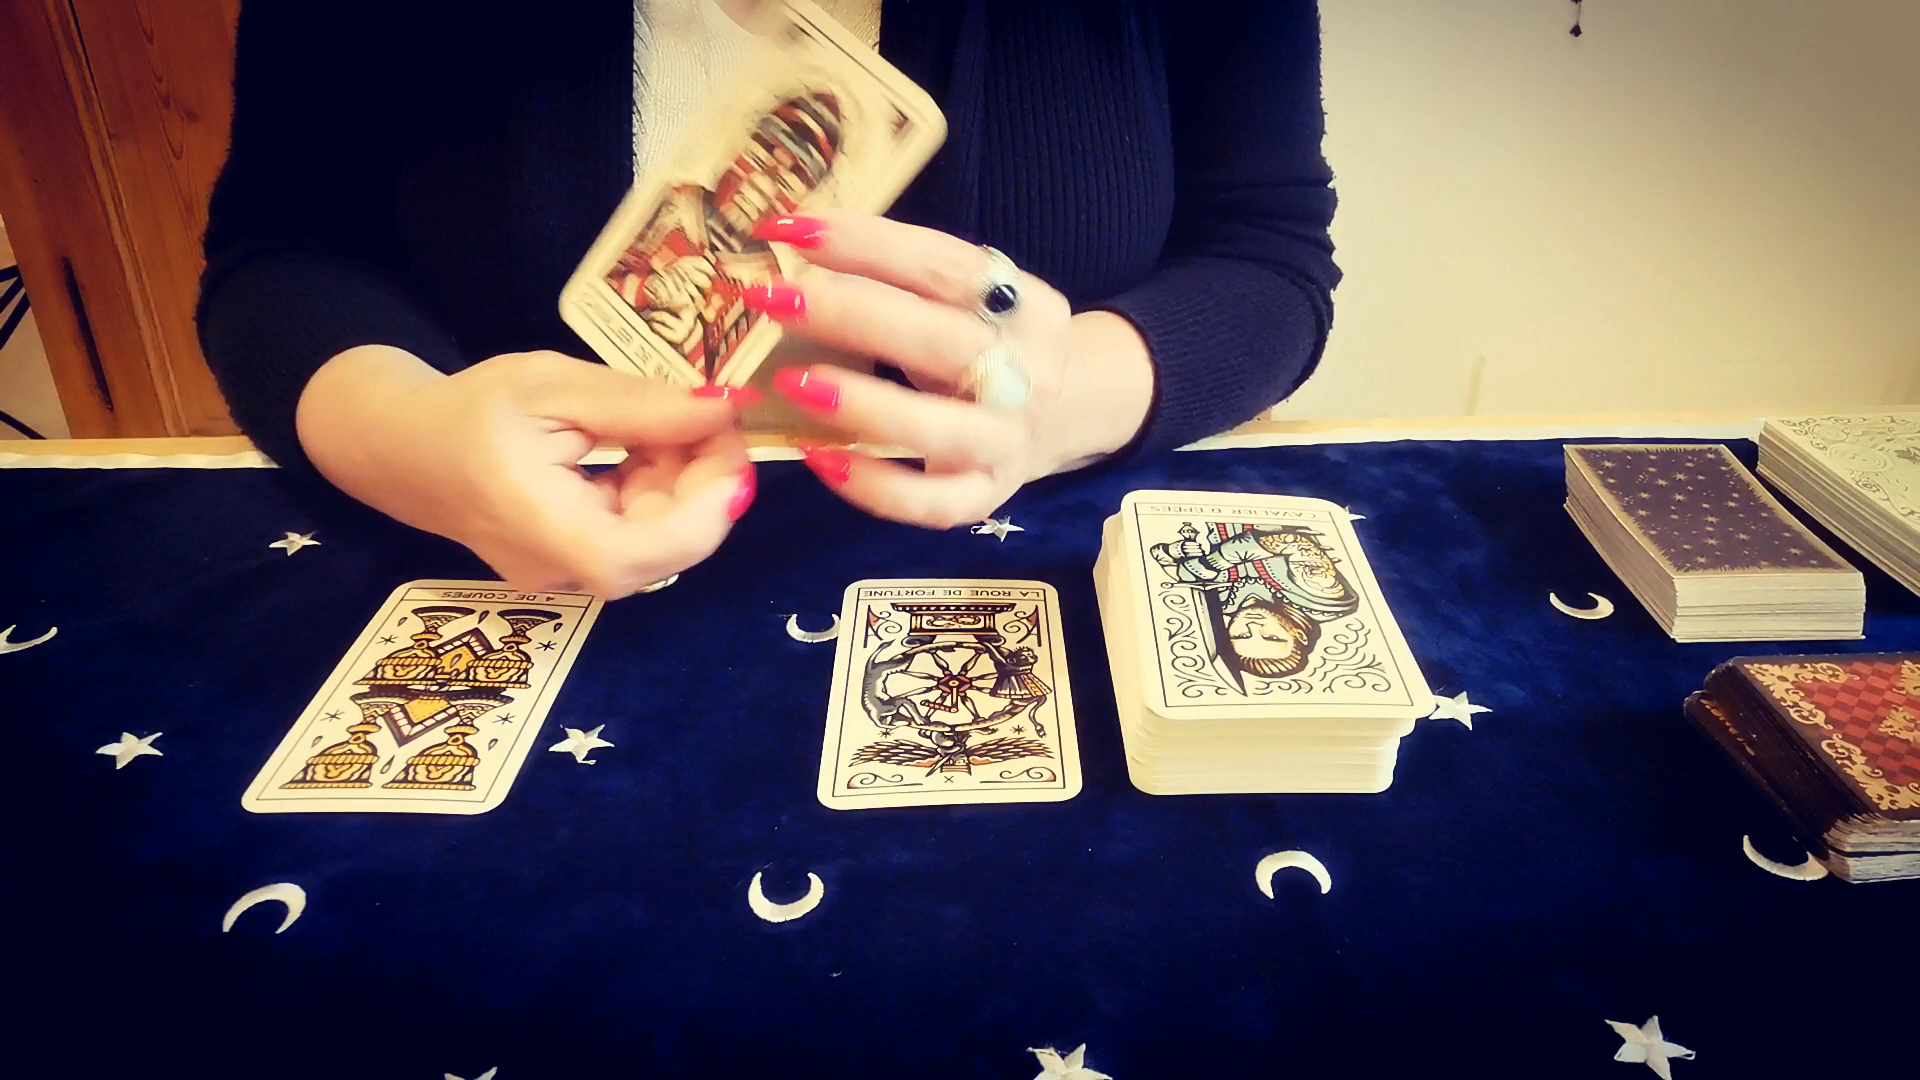 4 DE COUPES
LA ROUE DE FORTUNE
X
CAVALIER D EPEES